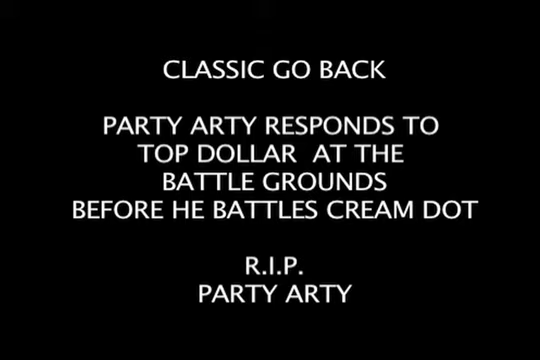 CLASSIC GO BACK
PARTY ARTY RESPONDS TO
TOP DOLLAR AT THE
BATTLE GROUNDS
BEFORE HE BATTLES CREAM DOT
R.I.P.
PARTY ARTY